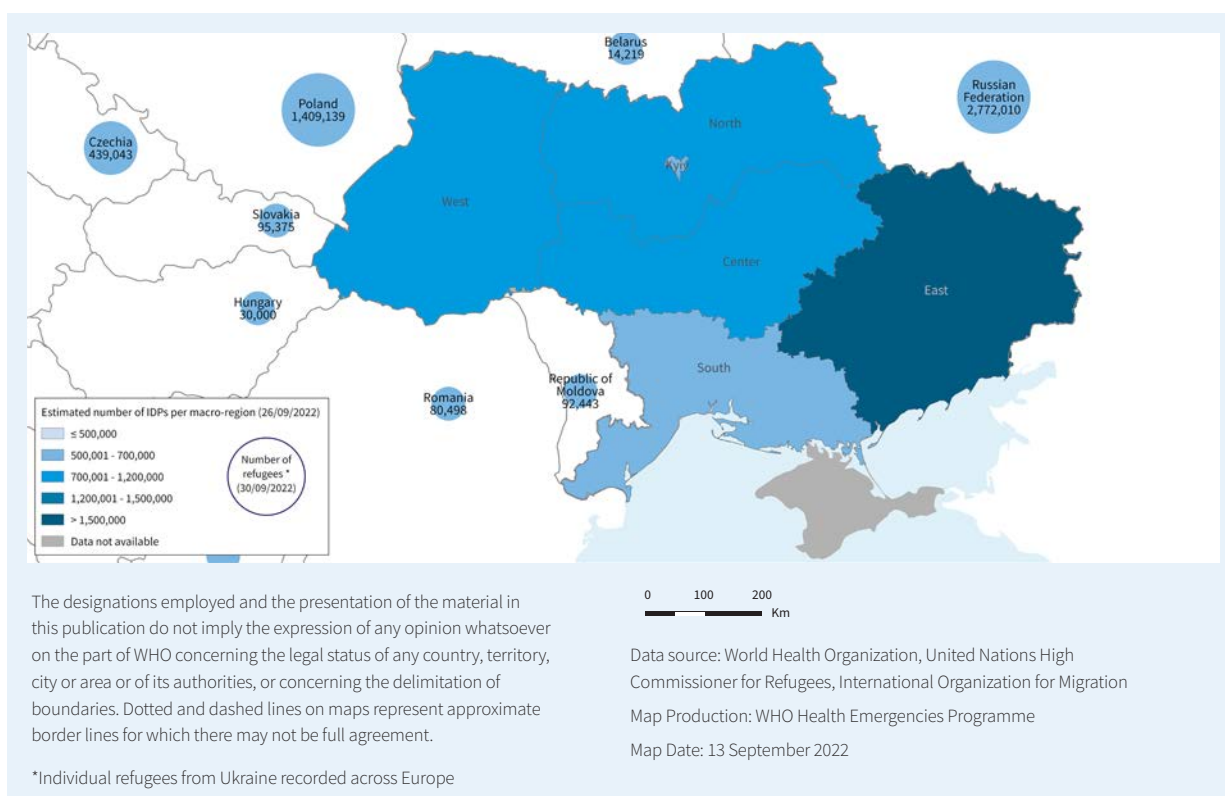 Belarus
14,219
Russian
Federation
2,772,010
Poland
1,409,139
Czechia
439,043
North
Kyiv
West
Slovakia
95,375
Center
East
Hungary
30,000
South
Republic of
Moldova
92,443
Romania
80,498
Estimated number of IDPs per macro-region (26/09/2022)
≤ 500,000
500,001 - 700,000
700,001 - 1,200,000
1,200,001 - 1,500,000
> 1,500,000
Data not available
Number of
refugees *
(30/09/2022)
The designations employed and the presentation of the material in
this publication do not imply the expression of any opinion whatsoever
on the part of WHO concerning the legal status of any country, territory,
city or area or of its authorities, or concerning the delimitation of
boundaries. Dotted and dashed lines on maps represent approximate
border lines for which there may not be full agreement.
*Individual refugees from Ukraine recorded across Europe
0 100 200
Km
Data source: World Health Organization, United Nations High
Commissioner for Refugees, International Organization for Migration
Map Production: WHO Health Emergencies Programme
Map Date: 13 September 2022